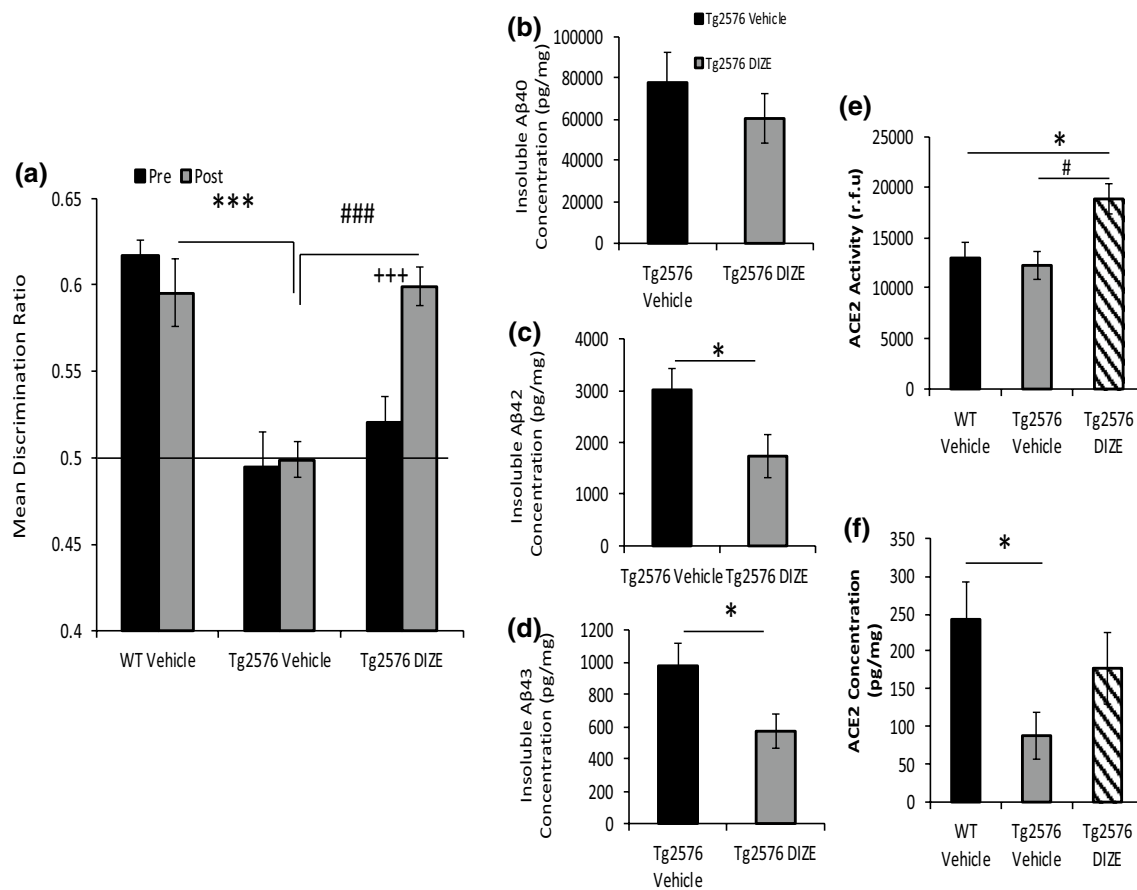 (a)
Pre Post
***
###
+++
0.65
0.6
0.55
0.5
0.45
0.4
Mean Discrimination Ratio
WT Vehicle Tg2576 Vehicle Tg2576 DIZE
(b)
Tg2576 Vehicle
Tg2576 DIZE
100000
80000
60000
40000
20000
0
Insoluble Aβ40
Concentration (pg/mg)
Tg2576 Tg2576 DIZE
Vehicle
(c)
*
4000
3000
2000
1000
0
Insoluble Aβ42
Concentration (pg/mg)
Tg2576 Vehicle Tg2576 DIZE
(d)
*
1200
1000
800
600
400
200
0
Insoluble Aβ43
Concentration (pg/mg)
Tg2576 Tg2576 DIZE
Vehicle
(e)
*
#
25000
20000
15000
10000
5000
0
ACE2 Activity (r.f.u)
WT Tg2576 Tg2576
Vehicle Vehicle DIZE
(f)
*
350
300
250
200
150
100
50
0
ACE2 Concentration
(pg/mg)
WT Tg2576 Tg2576
Vehicle Vehicle DIZE